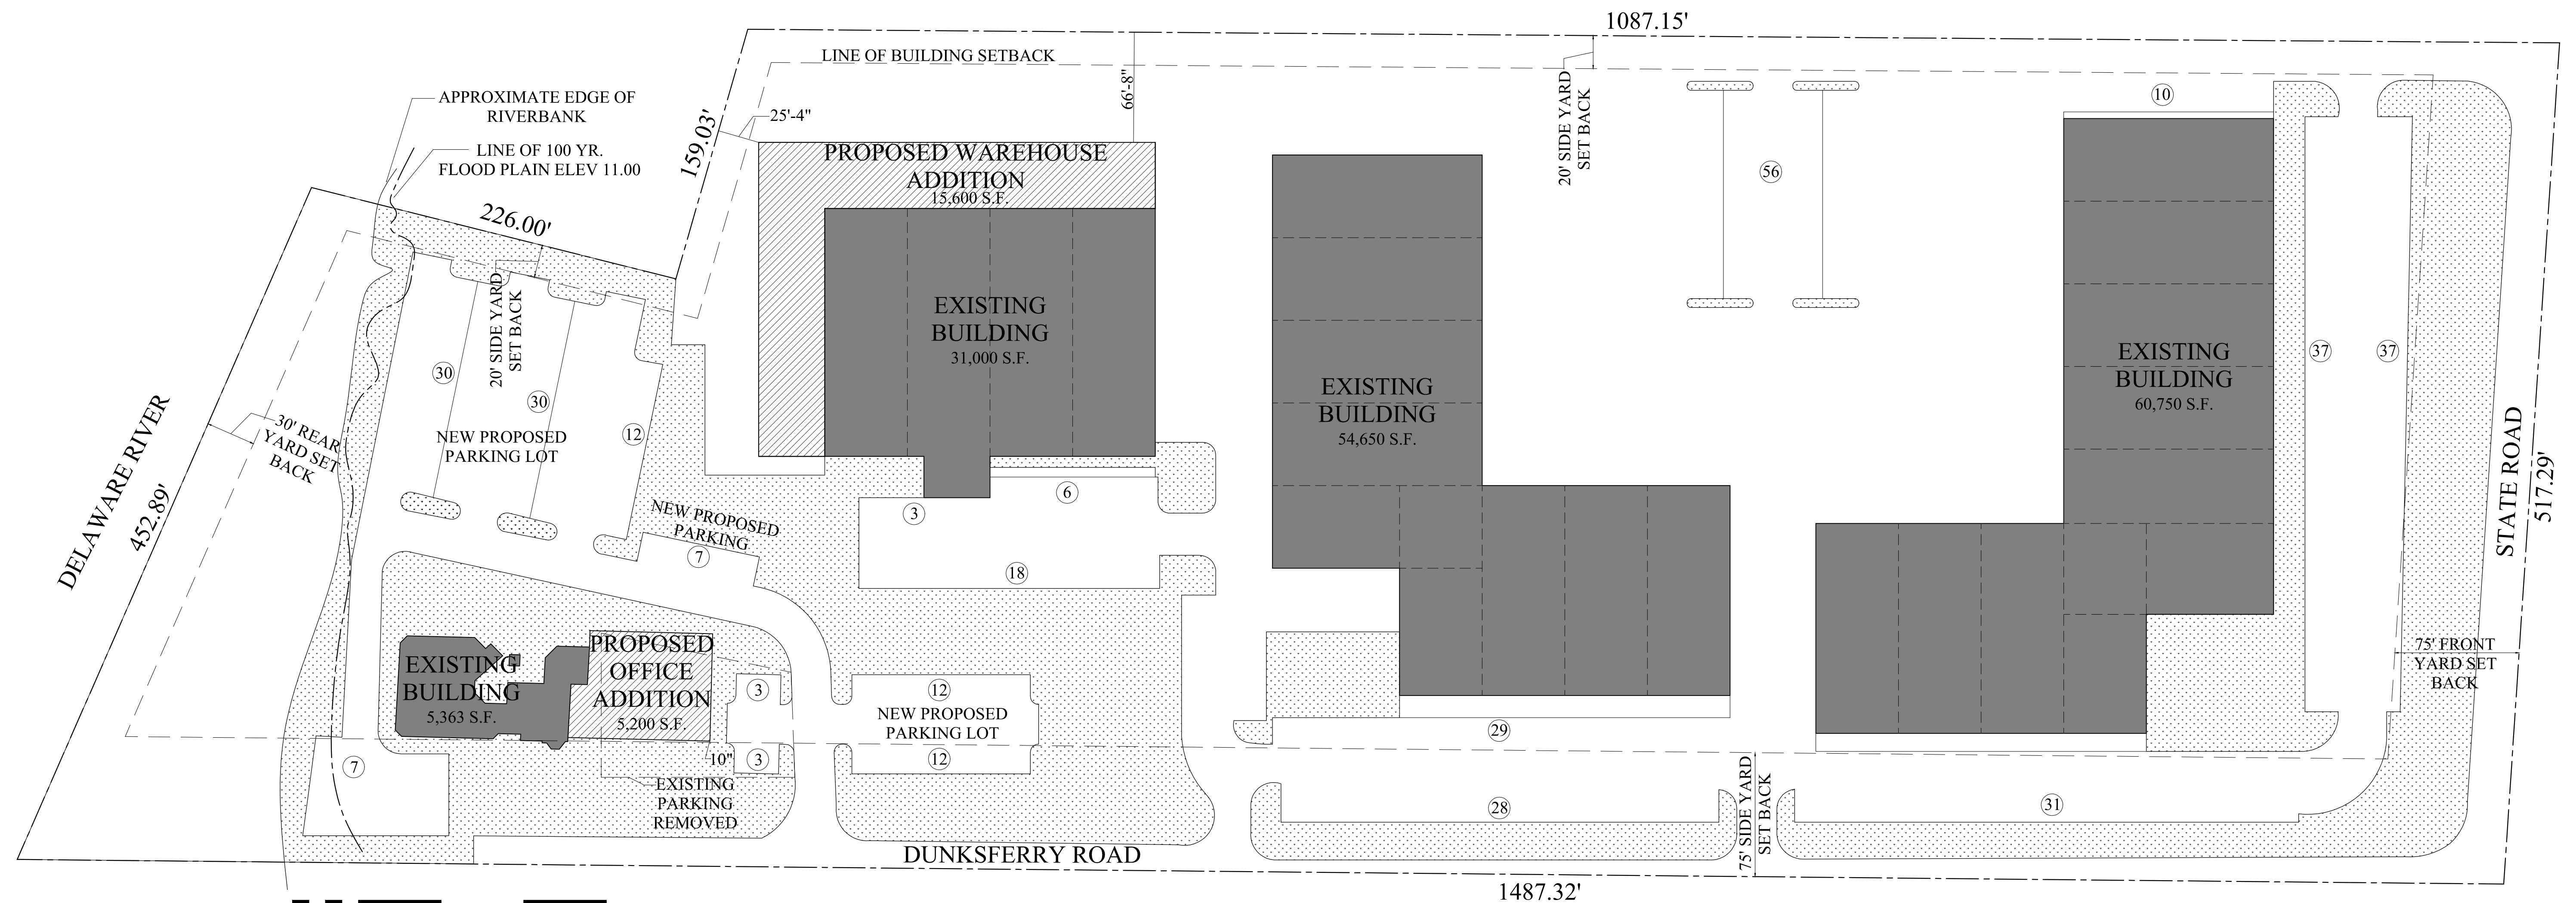 1087.15'
LINE OF BUILDING SETBACK
66'-8"
20' SIDE YARD
SET BACK
APPROXIMATE EDGE OF
RIVERBANK
25'-4"
159.03'
LINE OF 100 YR.
FLOOD PLAIN ELEV 11.00
226.00'
PROPOSED WAREHOUSE
ADDITION
15,600 S.F.
10
56
20' SIDE YARD
SET BACK
EXISTING
BUILDING
31,000 S.F.
EXISTING
BUILDING
54,650 S.F.
EXISTING
BUILDING
60,750 S.F.
37
37
30
30
12
NEW PROPOSED
PARKING LOT
30' REAR
YARD SET
BACK
DELAWARE RIVER
452.89'
STATE ROAD
517.29'
6
3
NEW PROPOSED
PARKING
7
18
EXISTING
BUILDING
5,363 S.F.
PROPOSED
OFFICE
ADDITION
5,200 S.F.
3
3
10"
12
NEW PROPOSED
PARKING LOT
12
75' FRONT
YARD SET
BACK
29
7
EXISTING
PARKING
REMOVED
28
31
75' SIDE YARD
SET BACK
DUNKSFERRY ROAD
1487.32'